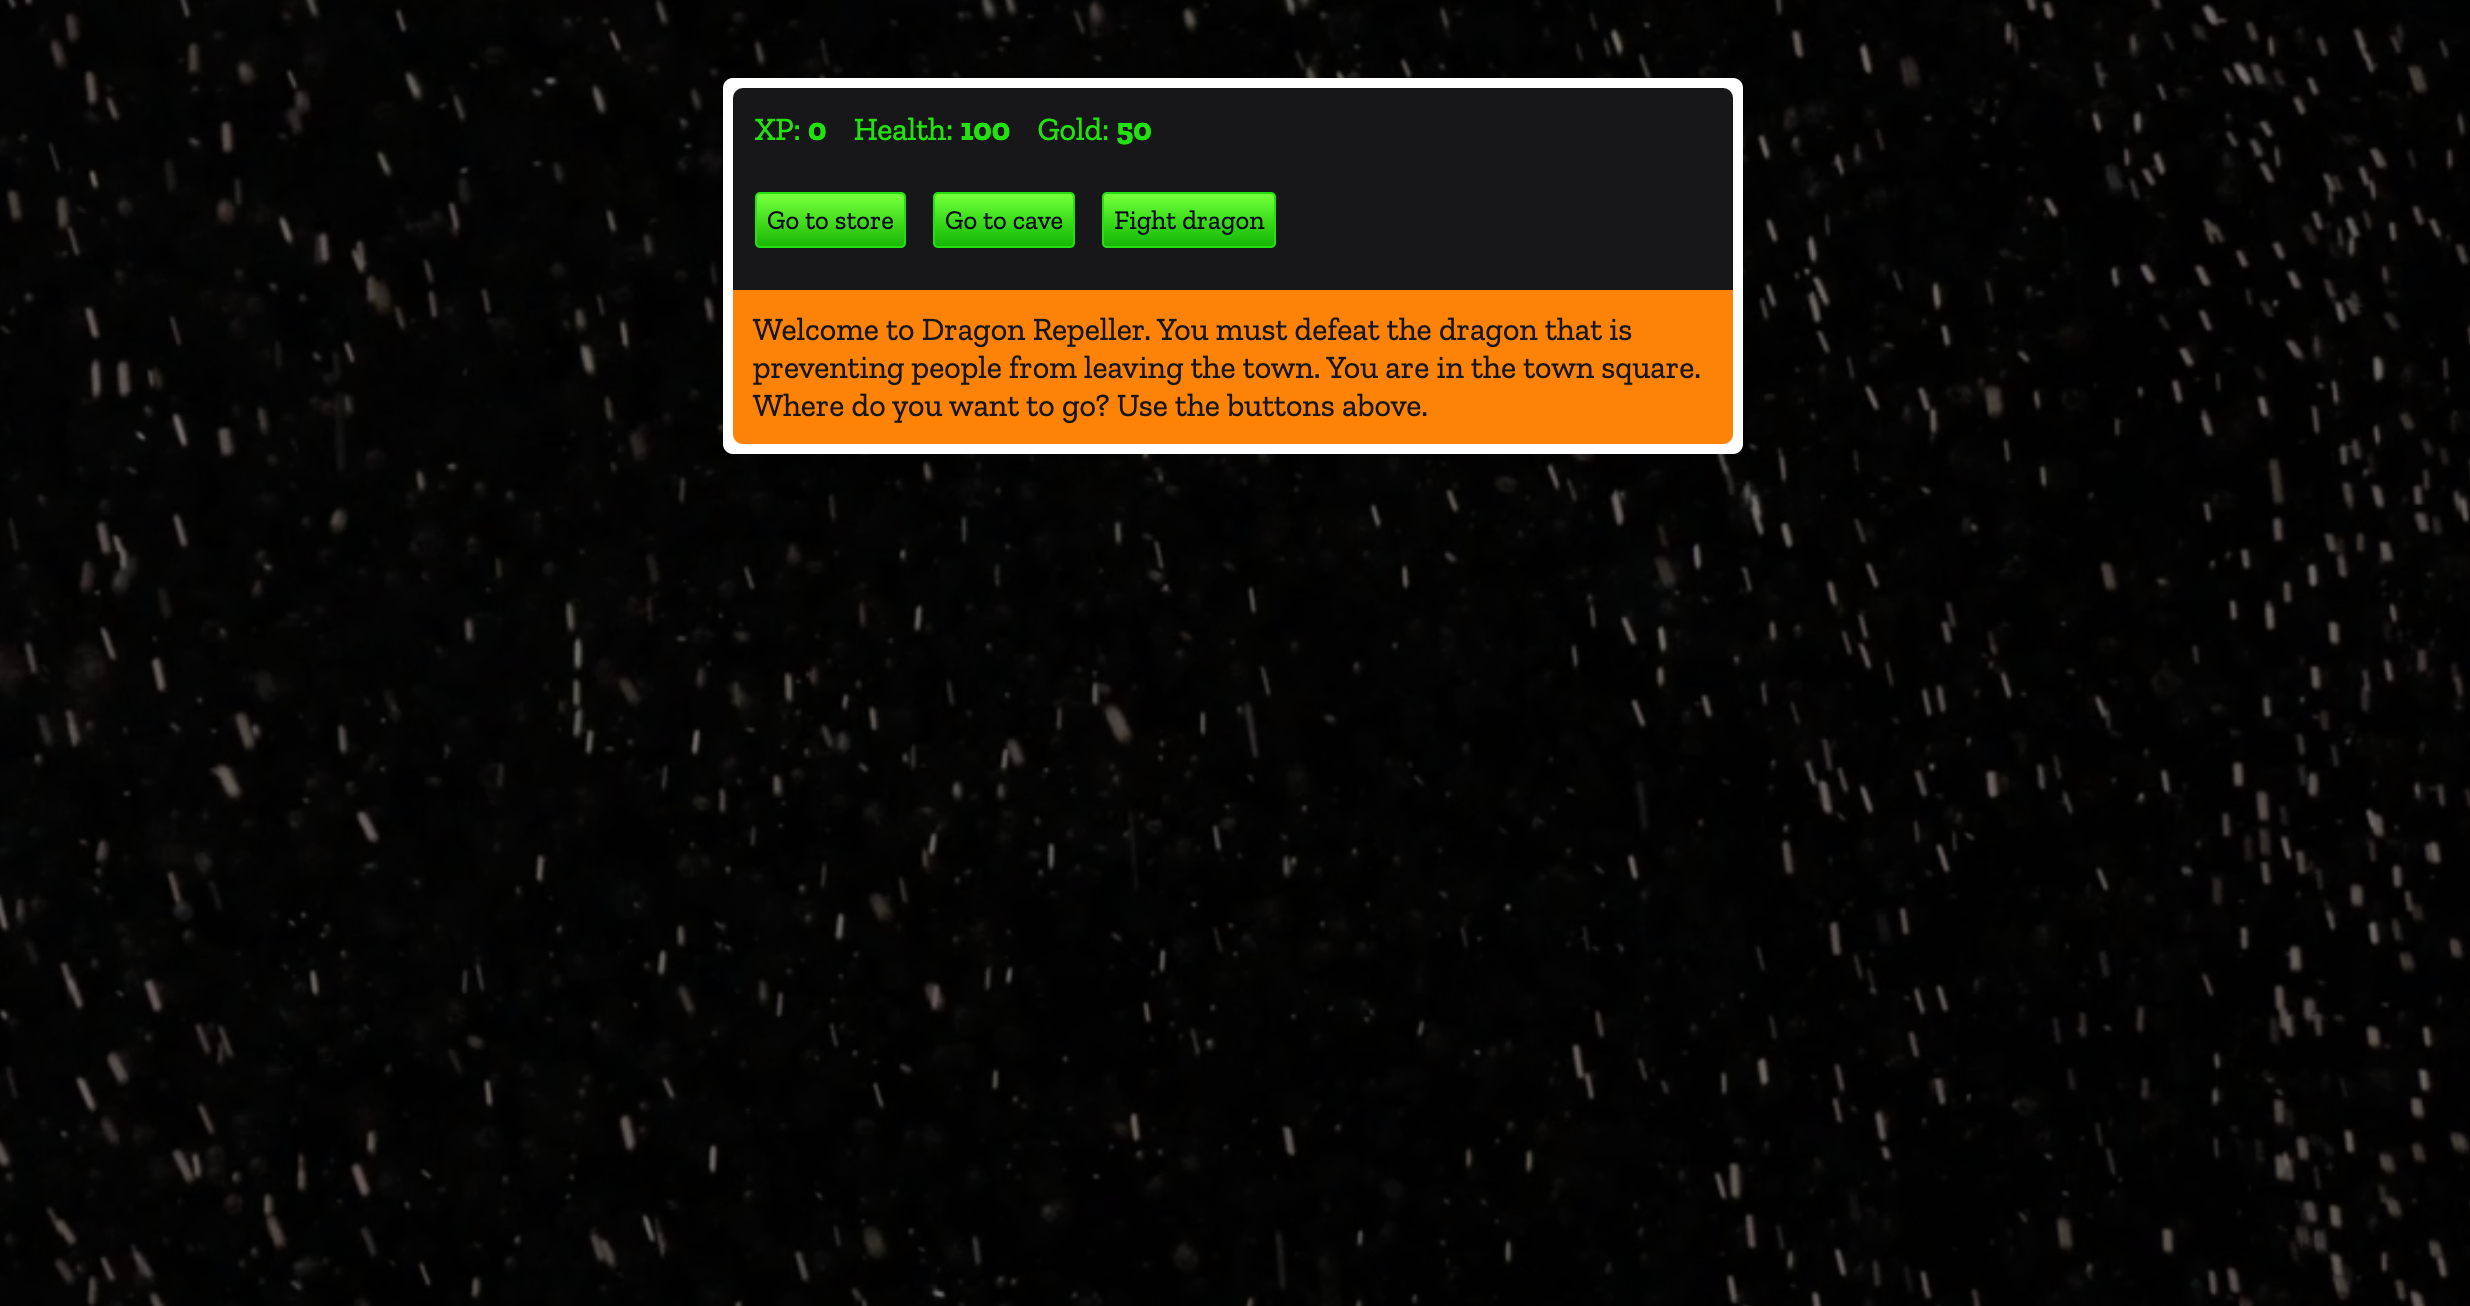 XP: 0 Health: 100 Gold: 50
Go to store Go to cave Fight dragon
Welcome to Dragon Repeller. You must defeat the dragon that is
preventing people from leaving the town. You are in the town square.
Where do you want to go? Use the buttons above.